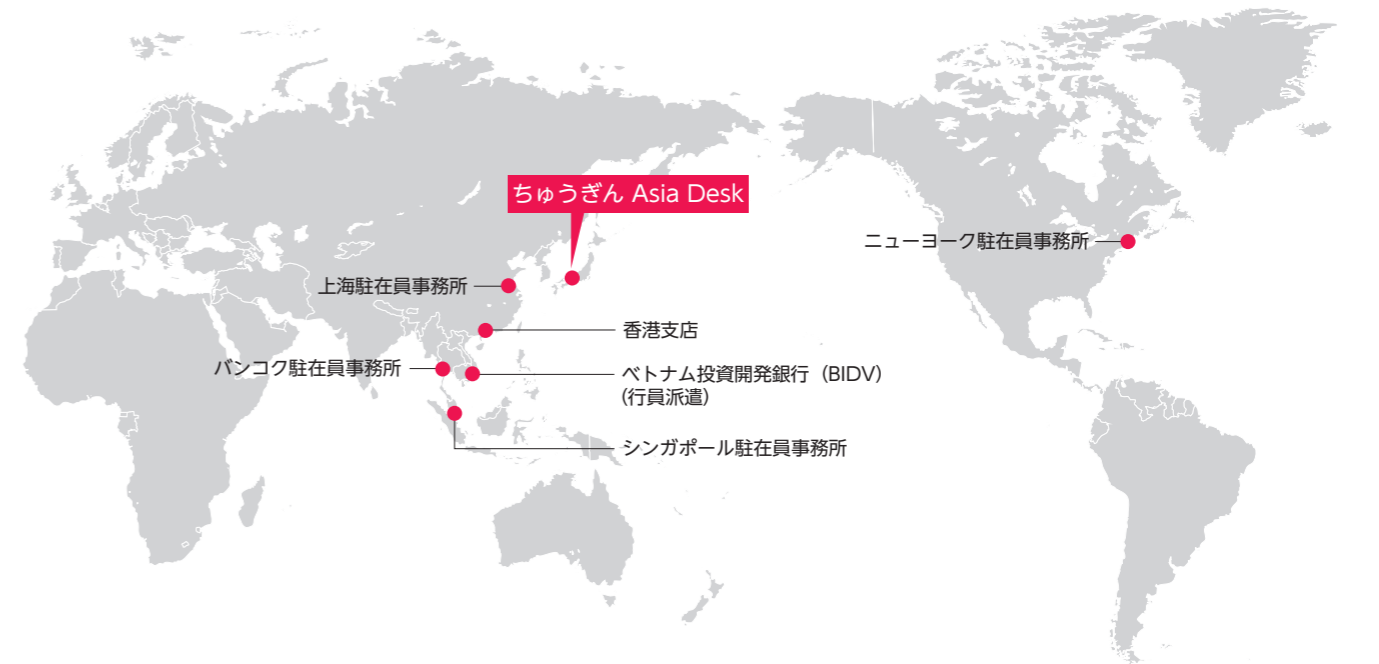 ちゅうぎん Asia Desk
ニューヨーク駐在員事務所
上海駐在員事務所
香港支店
バンコク駐在員事務所
ベトナム投資開発銀行（BIDV）
（行員派遣）
シンガポール駐在員事務所